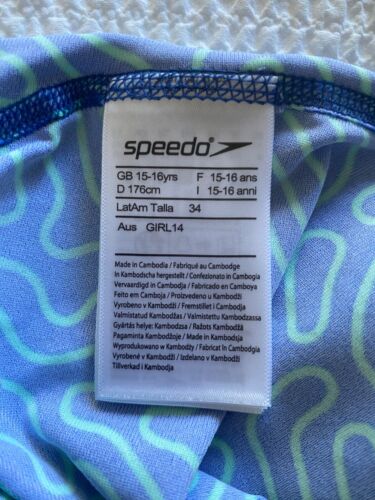 speedo
GB 15-16yrs F 15-16 ans
D 176cm I 15-16 anni
LatAm Talla 34
Aus GIRL14
Made in Cambodia / Fabriqué au Cambodge
In Kambodscha hergestellt / Confezionato in Cambogia
Vervaardigd in Cambodja / Fabricado en Camboya
Feito em Camboja / Proizvedeno u Kambodži
Vyrobeno v Kambodži / Fremstillet i Cambodja
Valmistatud Kambodžas / Valmistettu Kambodzassa
Gyártás helye: Kambodzsa / Ražots Kambodžā
Pagaminta Kambodžoje / Made in Kambodsja
Wyprodukowano w Kambodży / Fabricat în Cambodgia
Vyrobené v Kambodži / Izdelano v Kambodži
Tillverkad i Kambodja